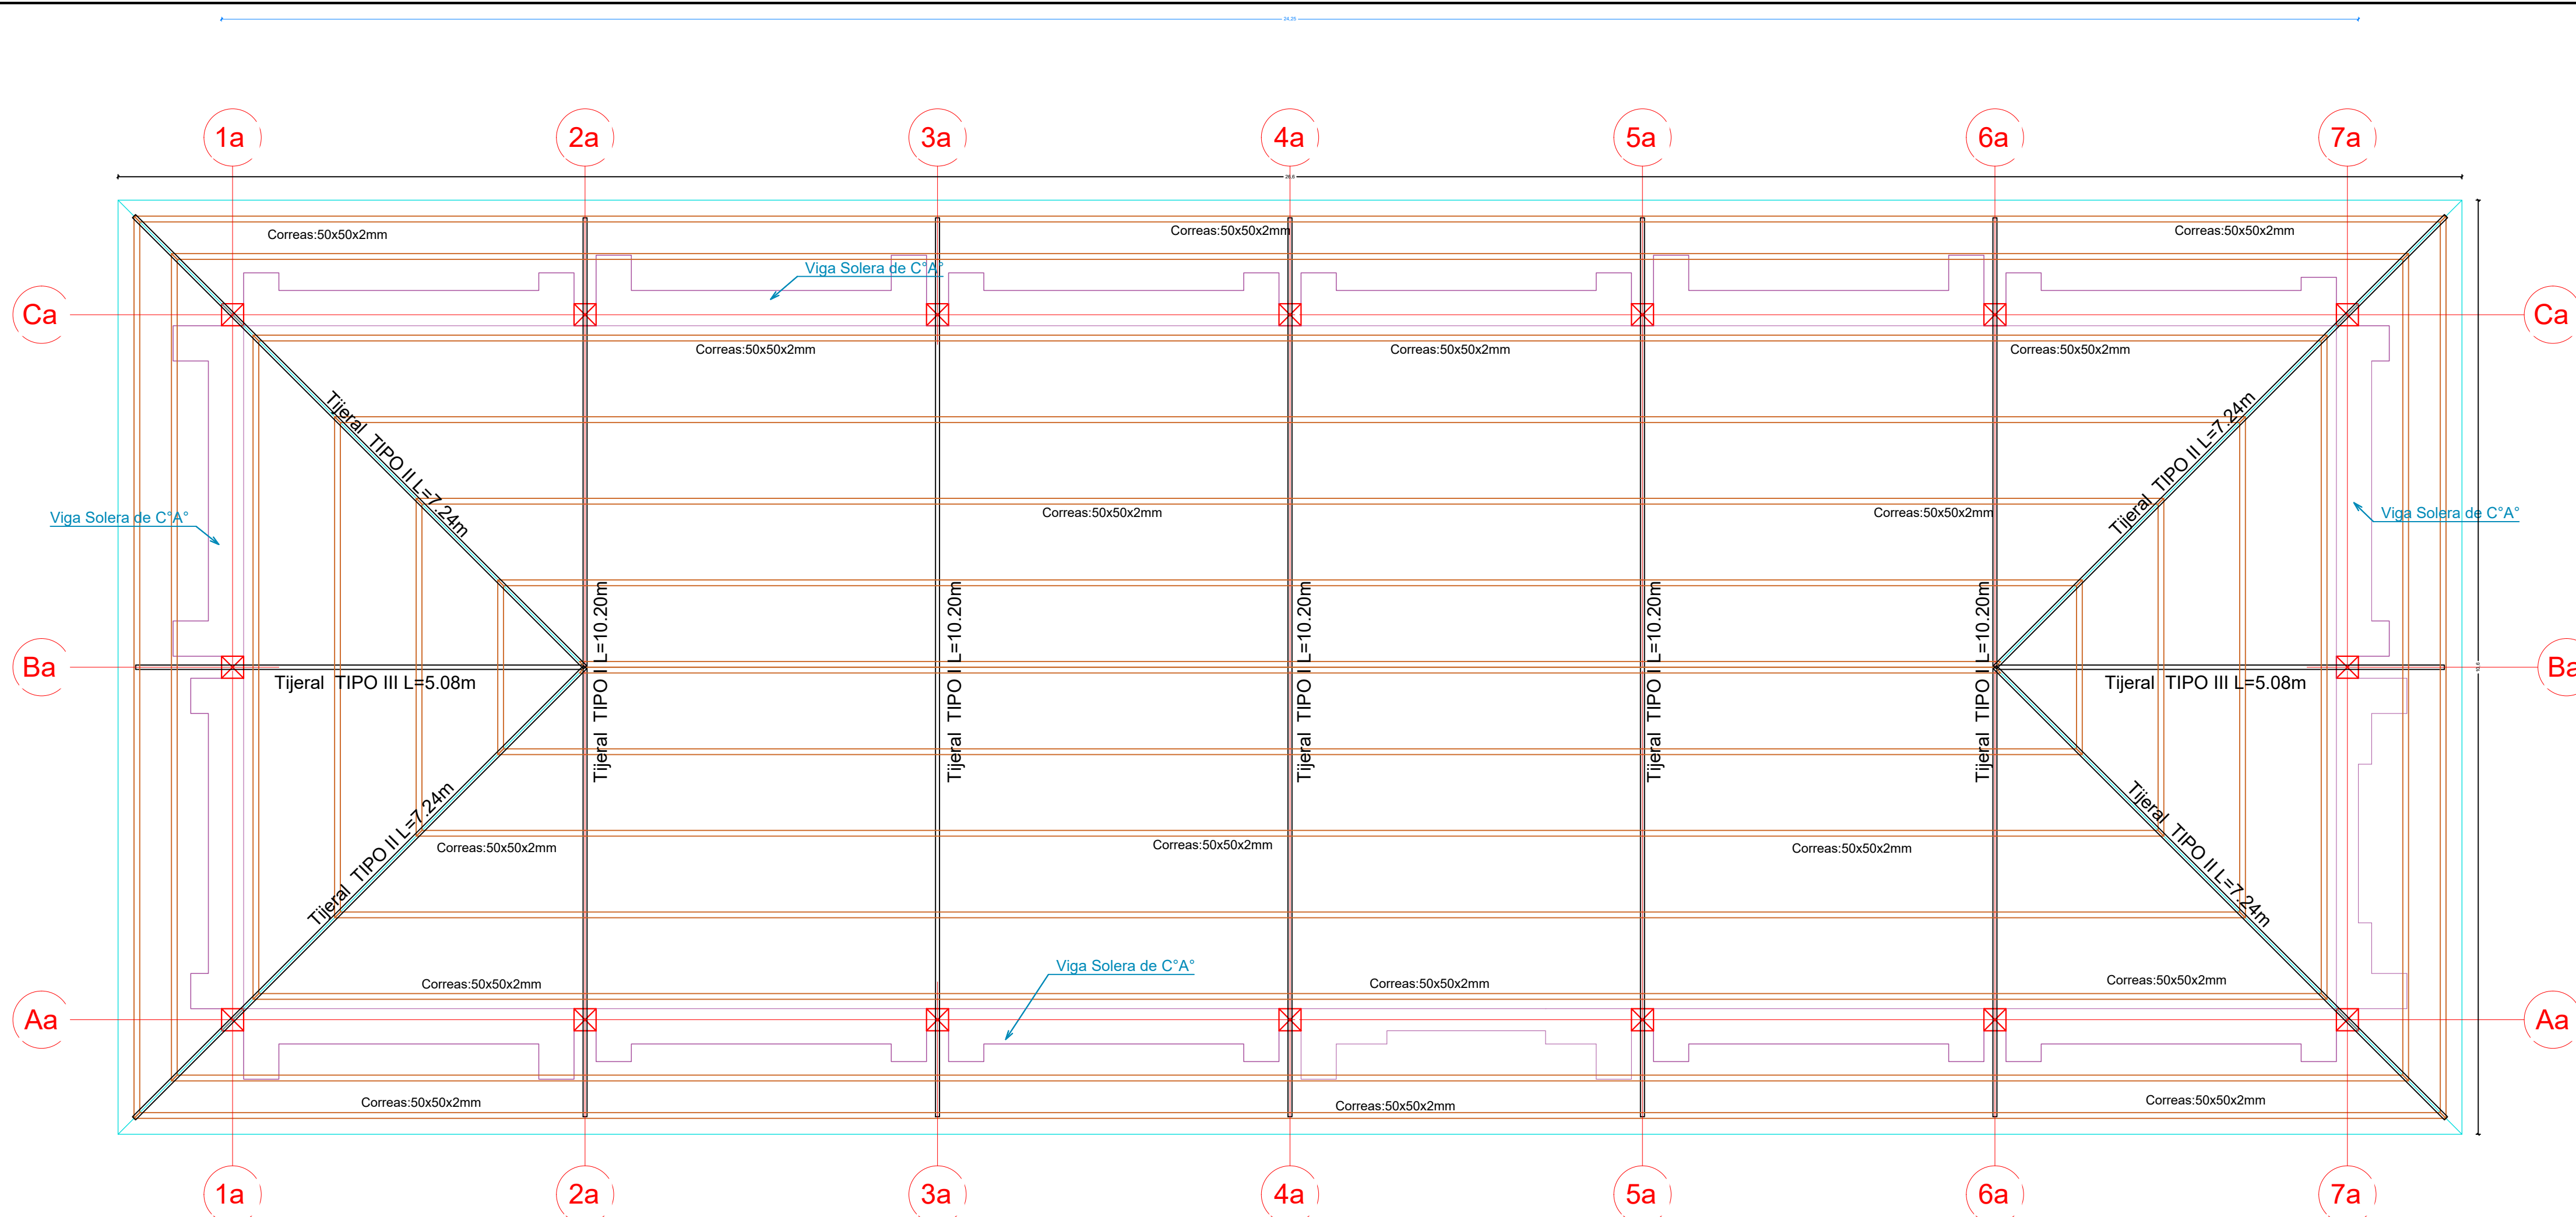 24,25
1a 2a 3a 4a 5a 6a 7a
26,8
Correas:50x50x2mm Correas:50x50x2mm Correas:50x50x2mm
Viga Solera de C°A°
Ca Ca
Correas:50x50x2mm Correas:50x50x2mm Correas:50x50x2mm
Tijeral TIPO II L=7.24m
Tijeral TIPO II L=7.24m
Viga Solera de C°A°
Correas:50x50x2mm Correas:50x50x2mm
Viga Solera de C°A°
Ba Ba
Tijeral TIPO III L=5.08m
Tijeral TIPO I L=10.20m
Tijeral TIPO I L=10.20m
Tijeral TIPO I L=10.20m
Tijeral TIPO I L=10.20m
Tijeral TIPO I L=10.20m
Tijeral TIPO III L=5.08m
Tijeral TIPO II L=7.24m
Tijeral TIPO II L=7.24m
Correas:50x50x2mm Correas:50x50x2mm Correas:50x50x2mm
Viga Solera de C°A°
Correas:50x50x2mm Correas:50x50x2mm Correas:50x50x2mm
Aa Aa
Correas:50x50x2mm Correas:50x50x2mm Correas:50x50x2mm
1a 2a 3a 4a 5a 6a 7a